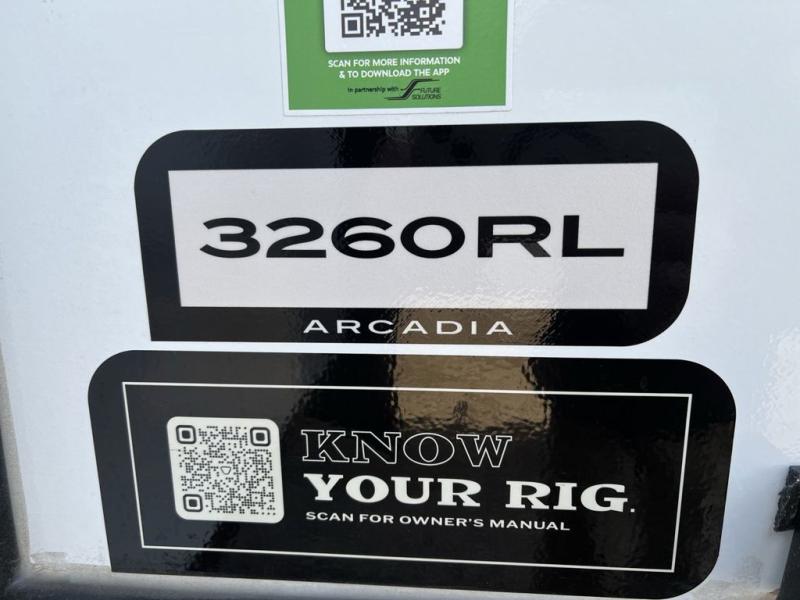 SCAN FOR MORE INFORMATION
& TO DOWNLOAD THE APP
in partnership with FUTURE
SOLUTIONS
3260RL
ARCADIA
KNOW
YOUR RIG.
SCAN FOR OWNER'S MANUAL